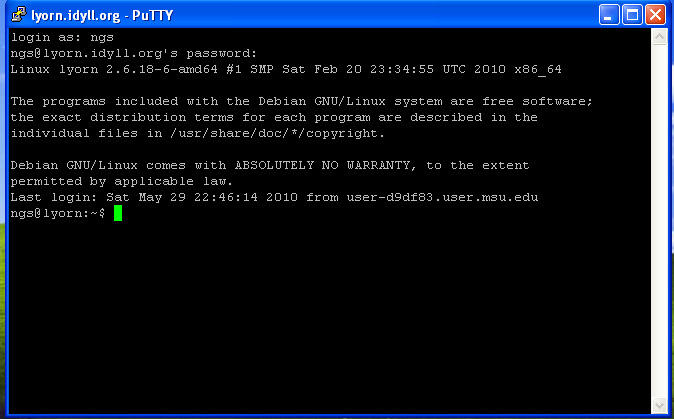 lyorn.idyll.org - PuTTY
login as: ngs
ngs@lyorn.idyll.org's password:
Linux lyorn 2.6.18-6-amd64 #1 SMP Sat Feb 20 23:34:55 UTC 2010 x86_64
The programs included with the Debian GNU/Linux system are free software;
the exact distribution terms for each program are described in the
individual files in /usr/share/doc/*/copyright.
Debian GNU/Linux comes with ABSOLUTELY NO WARRANTY, to the extent
permitted by applicable law.
Last login: Sat May 29 22:46:14 2010 from user-d9df83.user.msu.edu
ngs@lyorn:~$